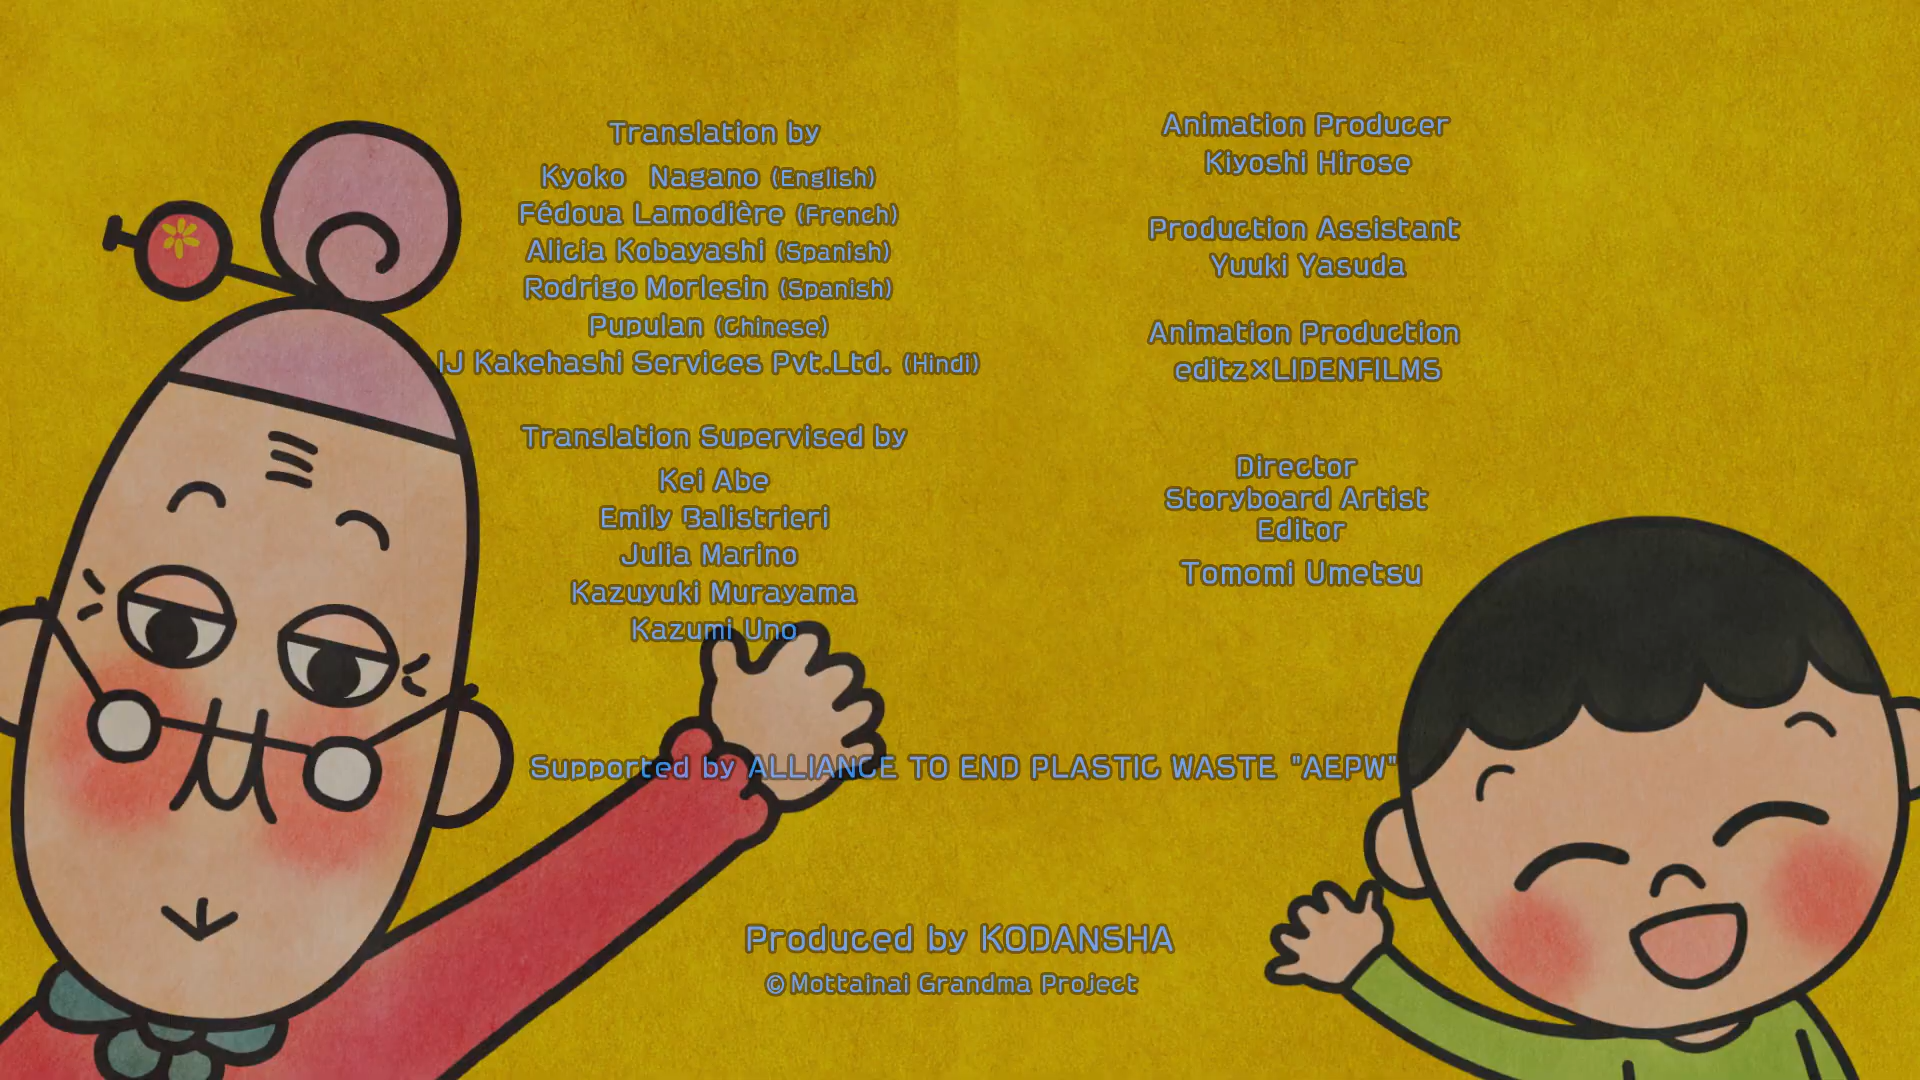 Translation by
Kyoko Nagano (English)
Fédoua Lamodière (French)
Alicia Kobayashi (Spanish)
Rodrigo Morlesin (Spanish)
Pupulan (Chinese)
IJ Kakehashi Services Pvt.Ltd. (Hindi)
Translation Supervised by
Kei Abe
Emily Balistrieri
Julia Marino
Kazuyuki Murayama
Kazumi Uno
Animation Producer
Kiyoshi Hirose
Production Assistant
Yuuki Yasuda
Animation Production
editz×LIDENFILMS
Director
Storyboard Artist
Editor
Tomomi Umetsu
Supported by ALLIANCE TO END PLASTIC WASTE "AEPW"
Produced by KODANSHA
©Mottainai Grandma Project